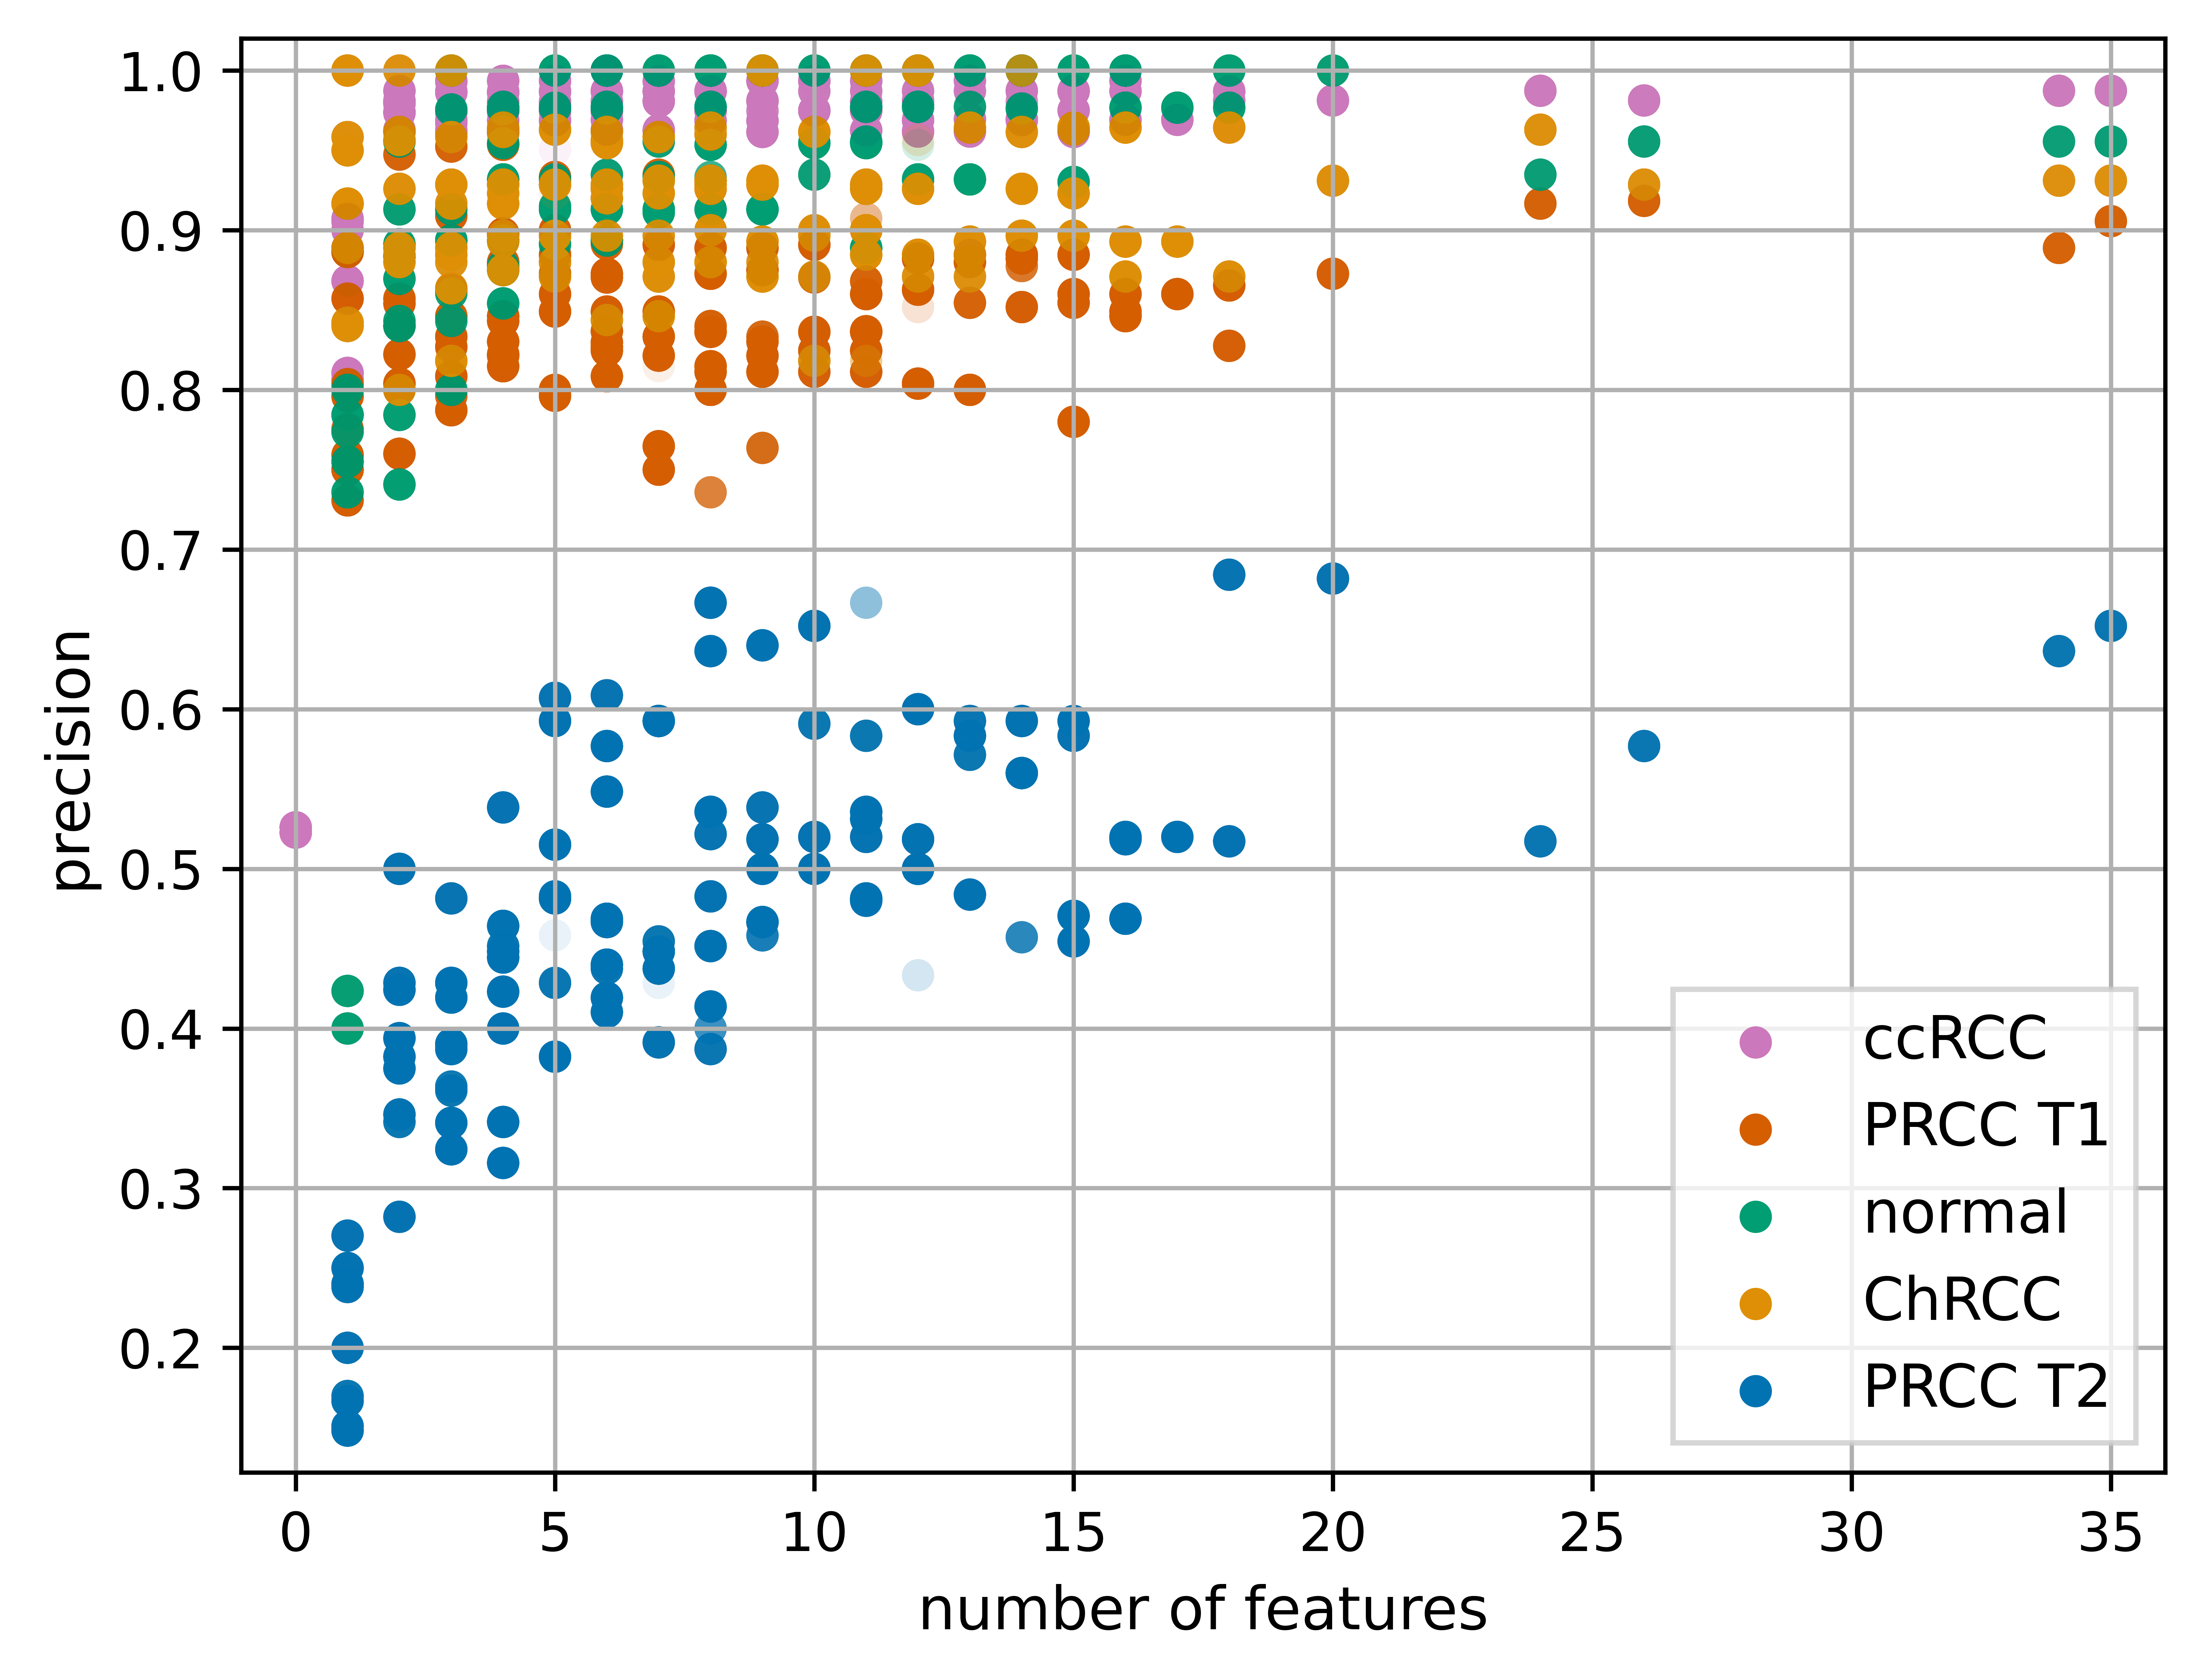 precision
1.0
0.9
0.8
0.7
0.6
0.5
0.4
0.3
0.2
ccRCC
PRCC T1
normal
ChRCC
PRCC T2
0 5 10 15 20 25 30 35
number of features